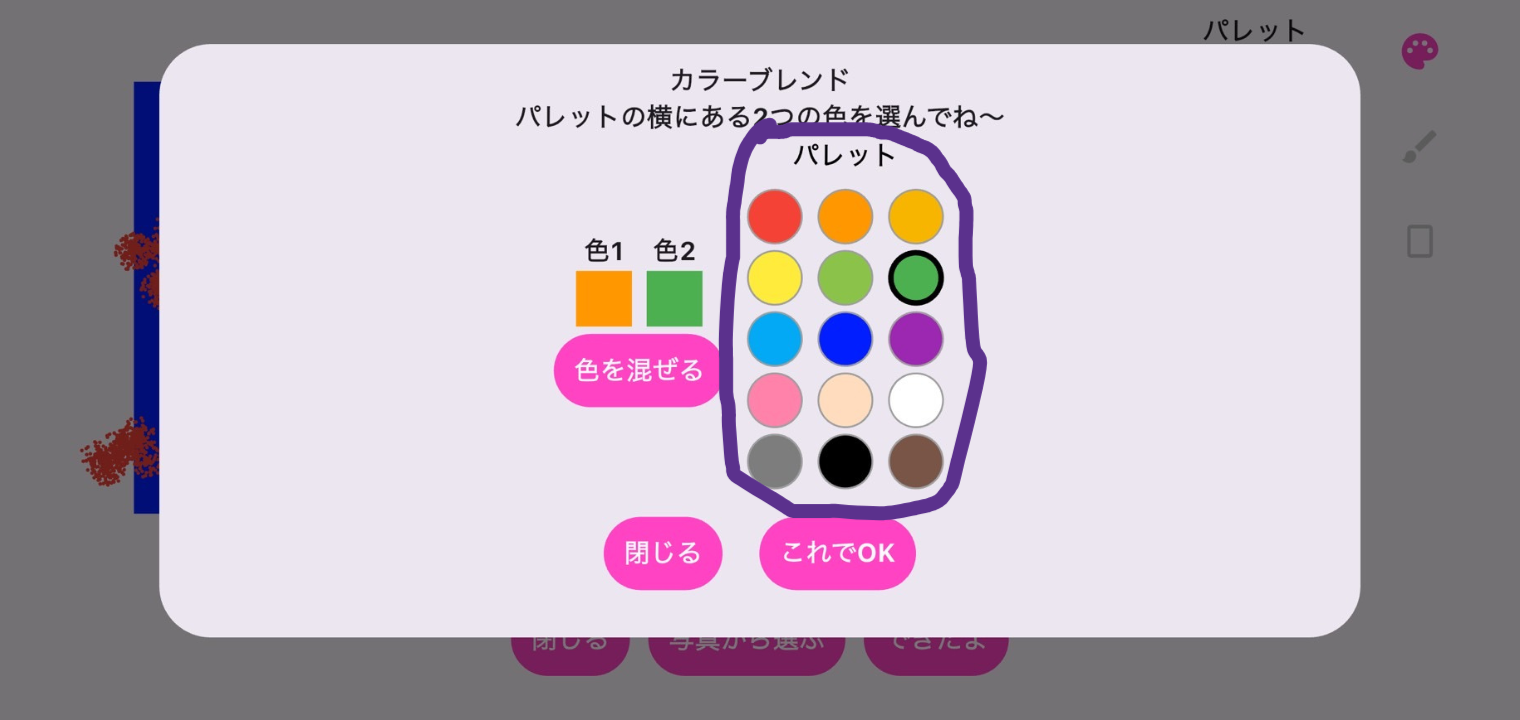 パレット
カラーブレンド
パレットの横にある2つの色を選んでね〜
パレット
色1 色2
色を混ぜる
閉じる これでOK
閉じる 写真から選ぶ できたよ